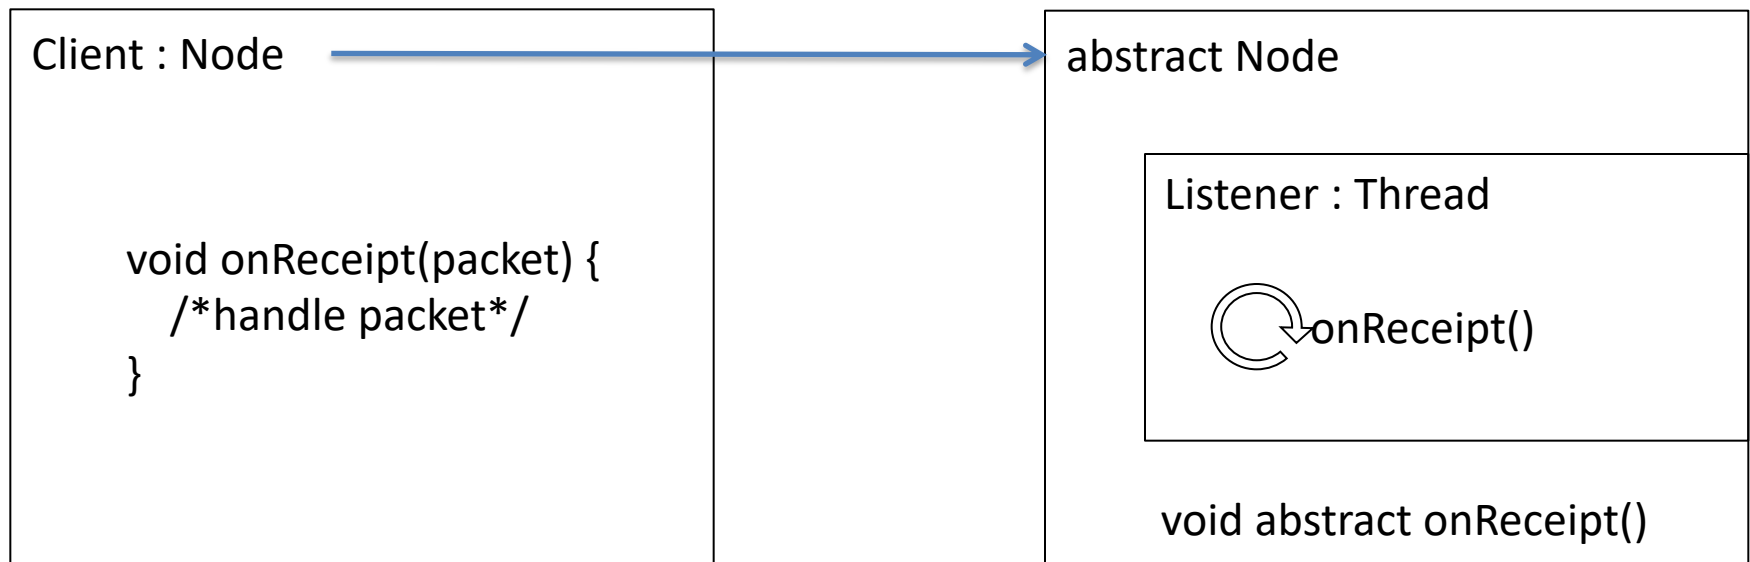 Client : Node
void onReceipt(packet) {
/*handle packet*/
}
abstract Node
Listener : Thread
onReceipt()
void abstract onReceipt()